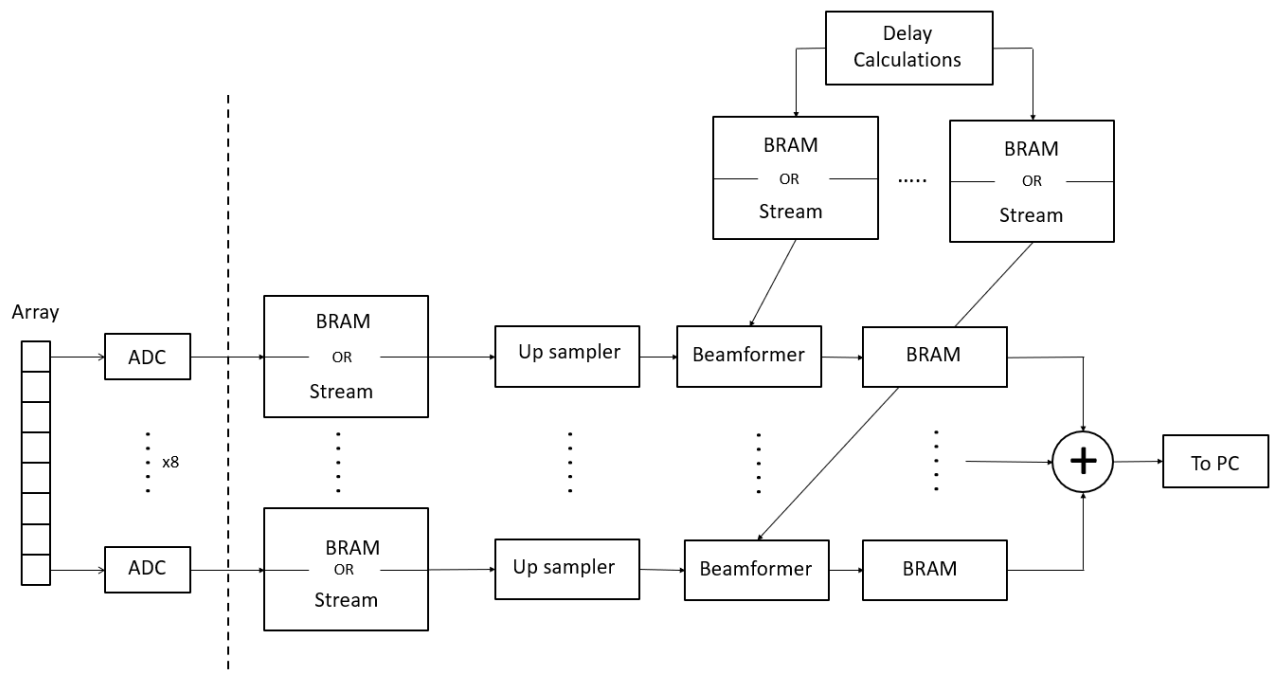 Delay
Calculations
BRAM
OR
Stream
.....
BRAM
OR
Stream
Array
ADC
BRAM
OR
Stream
Up sampler
Beamformer
BRAM
x8
+
To PC
ADC
BRAM
OR
Stream
Up sampler
Beamformer
BRAM